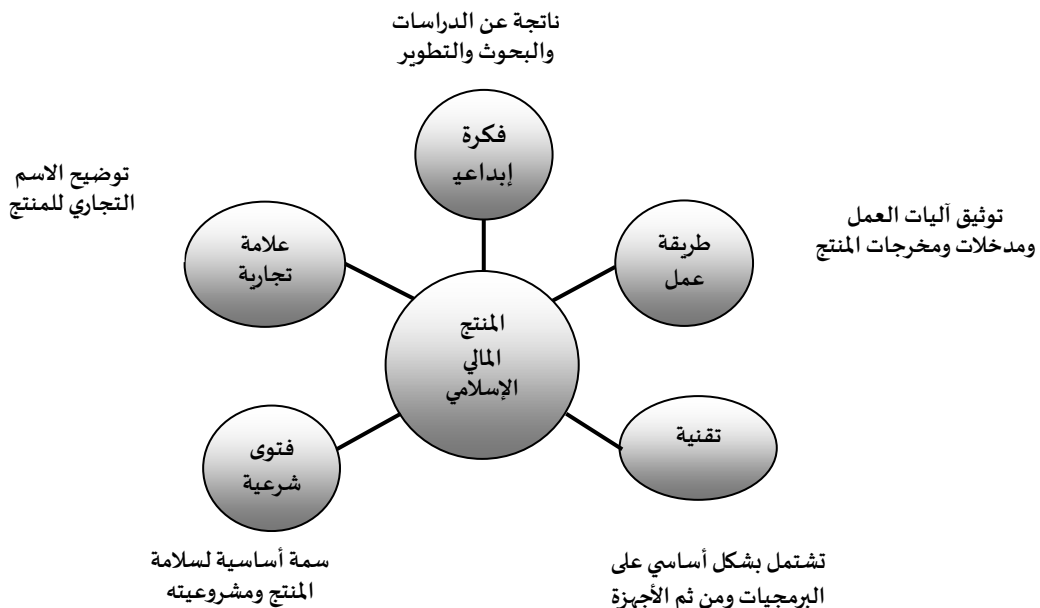 ناتجة عن الدراسات
والبحوث والتطوير
فكرة
إبداعي
توثيق آليات العمل
ومدخلات ومخرجات المنتج
طريقة
عمل
توضيح الاسم
التجاري للمنتج
علامة
تجارية
المنتج
المالي
الإسلامي
تقنية
تشتمل بشكل أساسي على
البرمجيات ومن ثم الأجهزة
فتوى
شرعية
سمة أساسية لسلامة
المنتج ومشروعيته